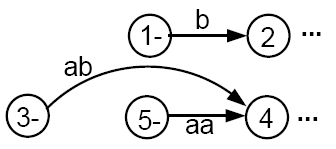 b
1- 2 ...
ab
3- 5- 4 ...
aa